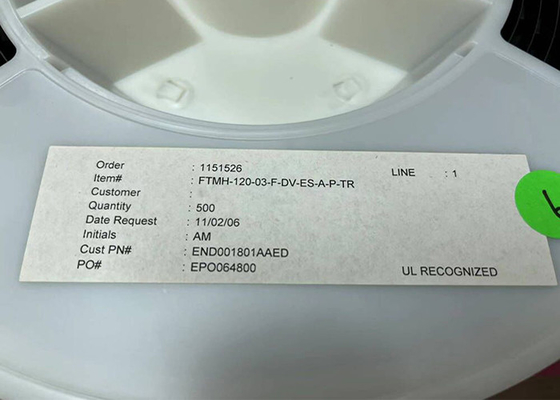 Order : 1151526 LINE : 1
Item# : FTMH-120-03-F-DV-ES-A-P-TR
Customer :
Quantity : 500
Date Request : 11/02/06
Initials : AM
Cust PN# : END001801AAED
PO# : EPO064800 UL RECOGNIZED